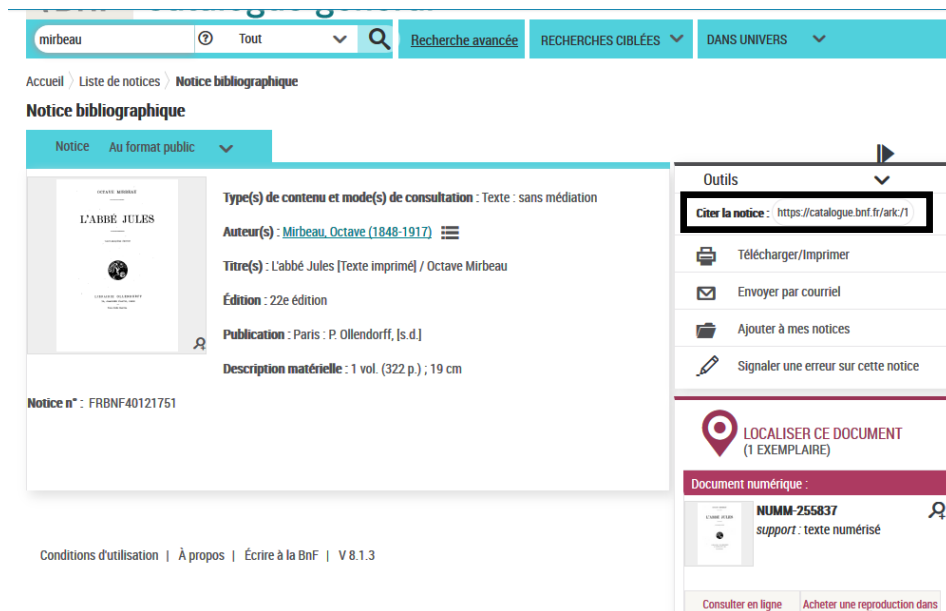 mirbeau
Tout
Recherche avancée
RECHERCHES CIBLÉES
DANS UNIVERS
Accueil
Liste de notices
Notice bibliographique
Notice bibliographique
Notice Au format public
OCTAVE MIRBEAU
L'ABBÉ JULES
Type(s) de contenu et mode(s) de consultation : Texte : sans médiation
Auteur(s) : Mirbeau, Octave (1848-1917)
Titre(s) : L'abbé Jules [Texte imprimé] / Octave Mirbeau
Édition : 22e édition
Publication : Paris : P. Ollendorff, [s.d.]
Description matérielle : 1 vol. (322 p.) ; 19 cm
Notice n° : FRBNF40121751
Outils
Citer la notice : https://catalogue.bnf.fr/ark:/1
Télécharger/Imprimer
Envoyer par courriel
Ajouter à mes notices
Signaler une erreur sur cette notice
LOCALISER CE DOCUMENT
(1 EXEMPLAIRE)
Document numérique :
L'ABBÉ JULES
NUMM-255837
support : texte numérisé
Consulter en ligne
Acheter une reproduction dans
Conditions d'utilisation | À propos | Écrire à la BnF | V 8.1.3